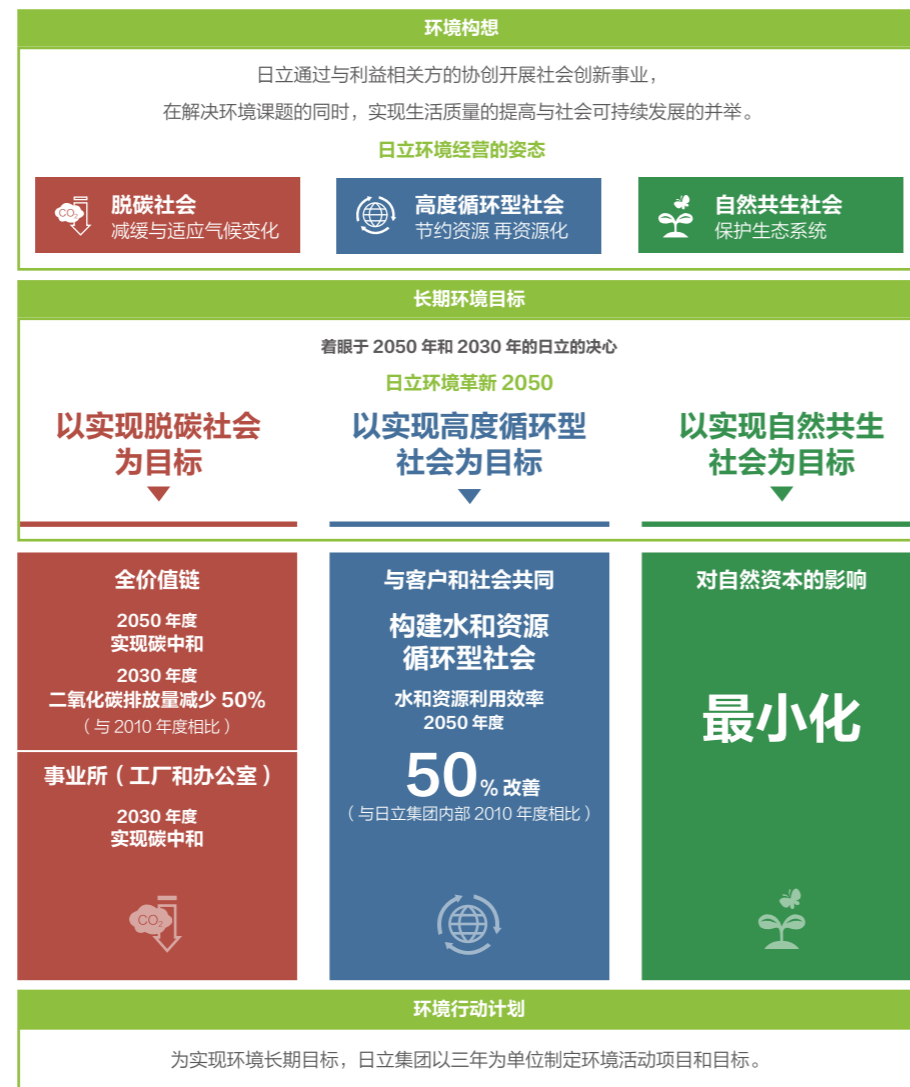 环境构想
日立通过与利益相关方的协创开展社会创新事业，
在解决环境课题的同时，实现生活质量的提高与社会可持续发展的并举。
日立环境经营的姿态
CO₂
脱碳社会
减缓与适应气候变化
高度循环型社会
节约资源 再资源化
自然共生社会
保护生态系统
长期环境目标
着眼于 2050 年和 2030 年的日立的决心
日立环境革新 2050
以实现脱碳社会
为目标
以实现高度循环型
社会为目标
以实现自然共生
社会为目标
全价值链
2050 年度
实现碳中和
2030 年度
二氧化碳排放量减少 50%
（与 2010 年度相比）
事业所（工厂和办公室）
2030 年度
实现碳中和
CO₂
与客户和社会共同
构建水和资源
循环型社会
水和资源利用效率
2050 年度
50% 改善
（与日立集团内部 2010 年度相比）
对自然资本的影响
最小化
环境行动计划
为实现环境长期目标，日立集团以三年为单位制定环境活动项目和目标。